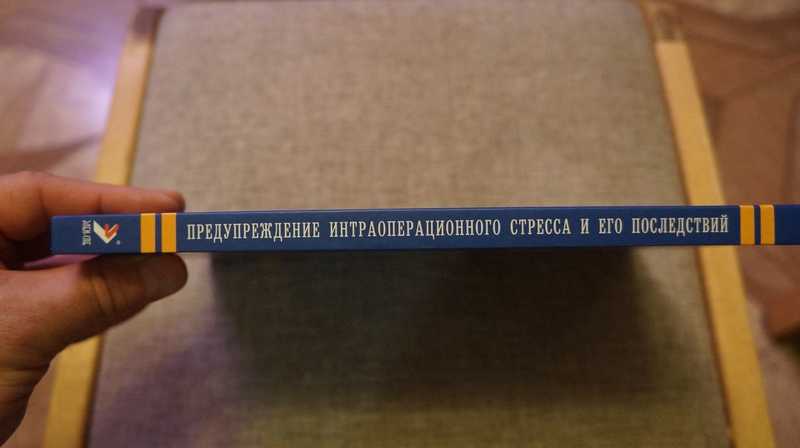 ПРЕДУПРЕЖДЕНИЕ ИНТРАОПЕРАЦИОННОГО СТРЕССА И ЕГО ПОСЛЕДСТВИЙ